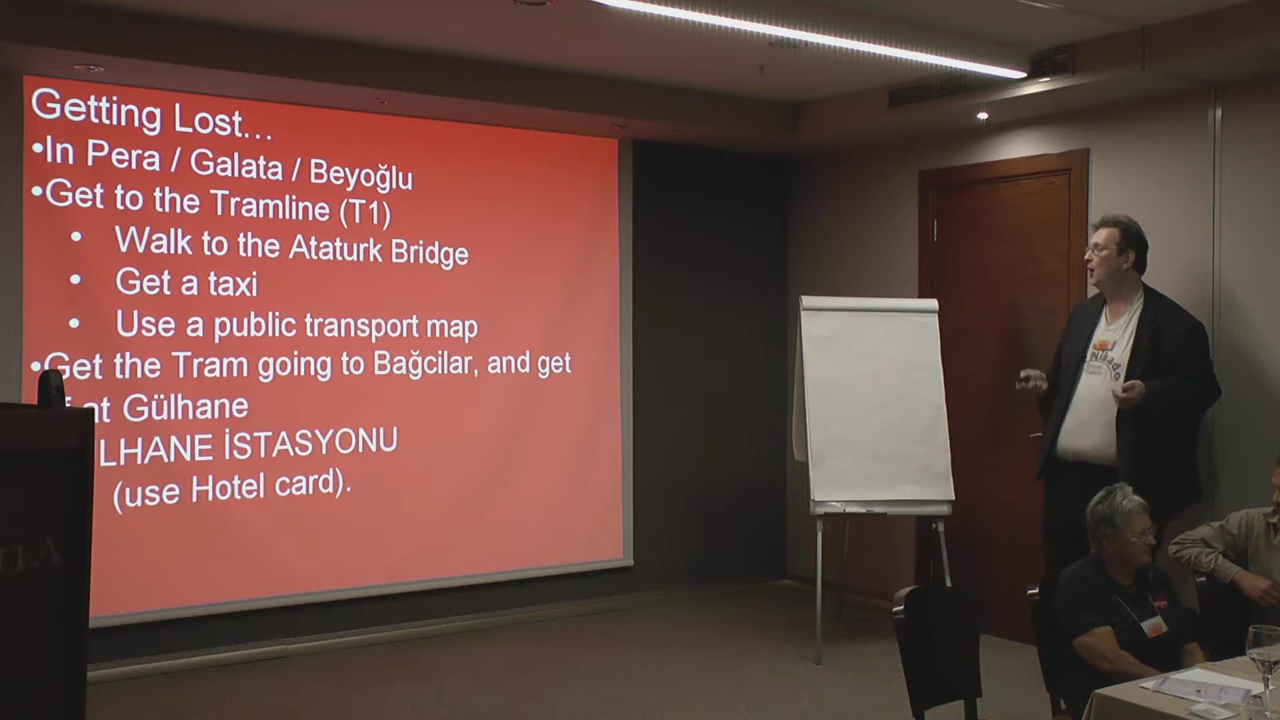 Getting Lost...
•In Pera / Galata / Beyoğlu
•Get to the Tramline (T1)
• Walk to the Ataturk Bridge
• Get a taxi
• Use a public transport map
•Get the Tram going to Bağcilar, and get
at Gülhane
LHANE İSTASYONU
(use Hotel card).